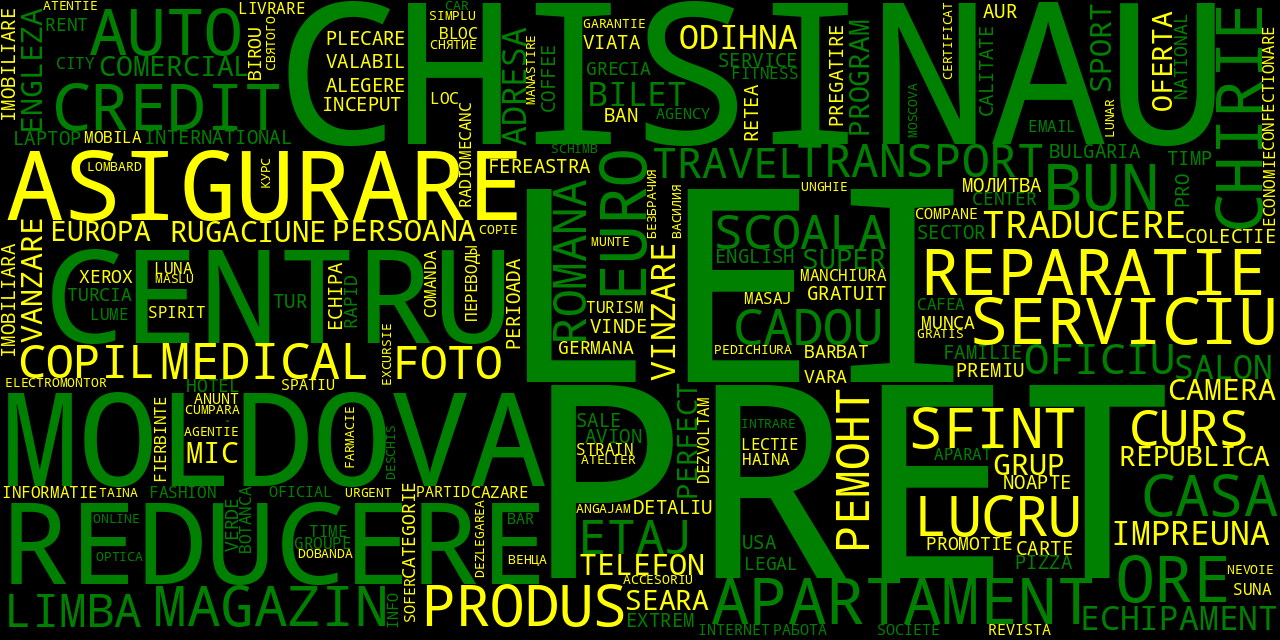 ATENTIE
LIVRARE
CAR
SIMPLU
BLOC
СНЯТИЕ
GARANTIE
VIATA
ODIHNA
AUR
CERTIFICAT
SPORT
OFERTA
NATIONAL
CHIRIE
ECONOMIE
CONFECTIONARE
IMOBILIARE
ENGLEZA
RENT
AUTO
CITY
COMERCIAL
BIROU
СВЯТОГО
CREDIT
CHISINAU
PLECARE
VALABIL
ALEGERE
INCEPUT
LOC
ADRESA
MANASTIRE
COFFEE
GRECIA
BILET
BAN
AGENCY
SERVICE
FITNESS
RETEA
PREGATIRE
PROGRAM
MOSCOVA
CALITATE
EMAIL
LUNAR
LAPTOP
MOBILA
INTERNATIONAL
RADIOMECANC
SCHIMB
ASIGURARE
LOMBARD
КУРС
FEREASTRA
TRAVEL
TRANSPORT
BULGARIA
TIMP
PRO
BUN
UNGHIE
МОЛИТВА
CENTER
COMPANE
SECTOR
TRADUCERE
COLECTIE
EUROPA
RUGACIUNE
PERSOANA
COPIE
ROMANA
EURO
БЕЗБРАЧИЯ
ВАСИЛИЯ
MUNTE
LEI
SCOALA
ENGLISH
SUPER
MANCHIURA
GRATUIT
MASAJ
CADOU
IMOBILIARA
VANZARE
CENTRU
XEROX
LUNA
MASLU
TURCIA
LUME
SPIRIT
TUR
ECHIPA
RAPID
COMANDA
ПЕРЕВОДЫ
PERIOADA
TURISM
VINDE
GERMANA
VINZARE
PEDICHIURA
BARBAT
VARA
REPARATIE
SERVICIU
CAFEA
MUNCA
GRATIS
FAMILIE
PREMIU
OFICIU
SALON
CAMERA
COPIL
MEDICAL
EXCURSIE
FOTO
ELECTROMONTOR
HOTEL
SPATIU
ANUNT
CUMPARA
MOLDOVA
FIERBINTE
AGENTIE
MIC
FARMACIE
DESCHIS
PRET
SALE
AVION
STRAIN
ATELIER
PERFECT
DEZVOLTAM
INTRARE
LECTIE
HAINA
РЕМОНТ
SFINT
CURS
REPUBLICA
APARAT
GRUP
NOAPTE
CASA
INFORMATIE
TAINA
FASHION
OFICIAL
URGENT
CATEGORIE
SOFER
PARTID
CAZARE
ANGAJAM
DETALIU
LUCRU
IMPREUNA
REDUCERE
ONLINE
OPTICA
VERDE
BOTANCA
TIME
GROUPE
DOBANDA
DEZLEGAREA
BAR
ВЕНЦА
ETAJ
TELEFON
USA
LEGAL
PROMOTIE
CARTE
PIZZA
ORE
NEVOIE
SUNA
LIMBA
MAGAZIN
INFO
PRODUS
ACCESORIU
SEARA
EXTREM
APARTAMENT
ECHIPAMENT
INTERNET
РАБОТА
SOCIETE
REVISTA